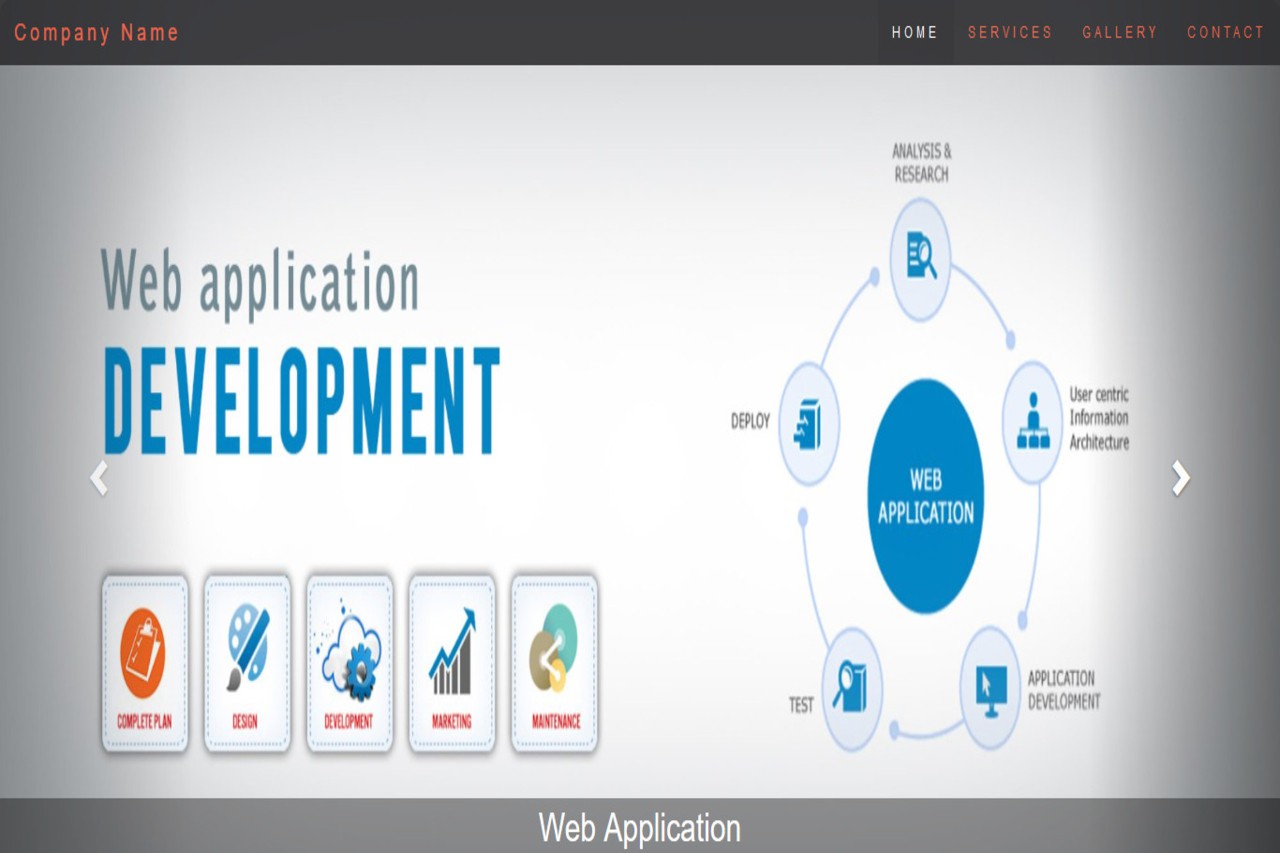 Company Name
HOME SERVICES GALLERY CONTACT
Web application
DEVELOPMENT
COMPLETE PLAN
DESIGN
DEVELOPMENT
MARKETING
MAINTENANCE
ANALYSIS &
RESEARCH
User centric
Information
Architecture
APPLICATION
DEVELOPMENT
TEST
DEPLOY
WEB
APPLICATION
Web Application